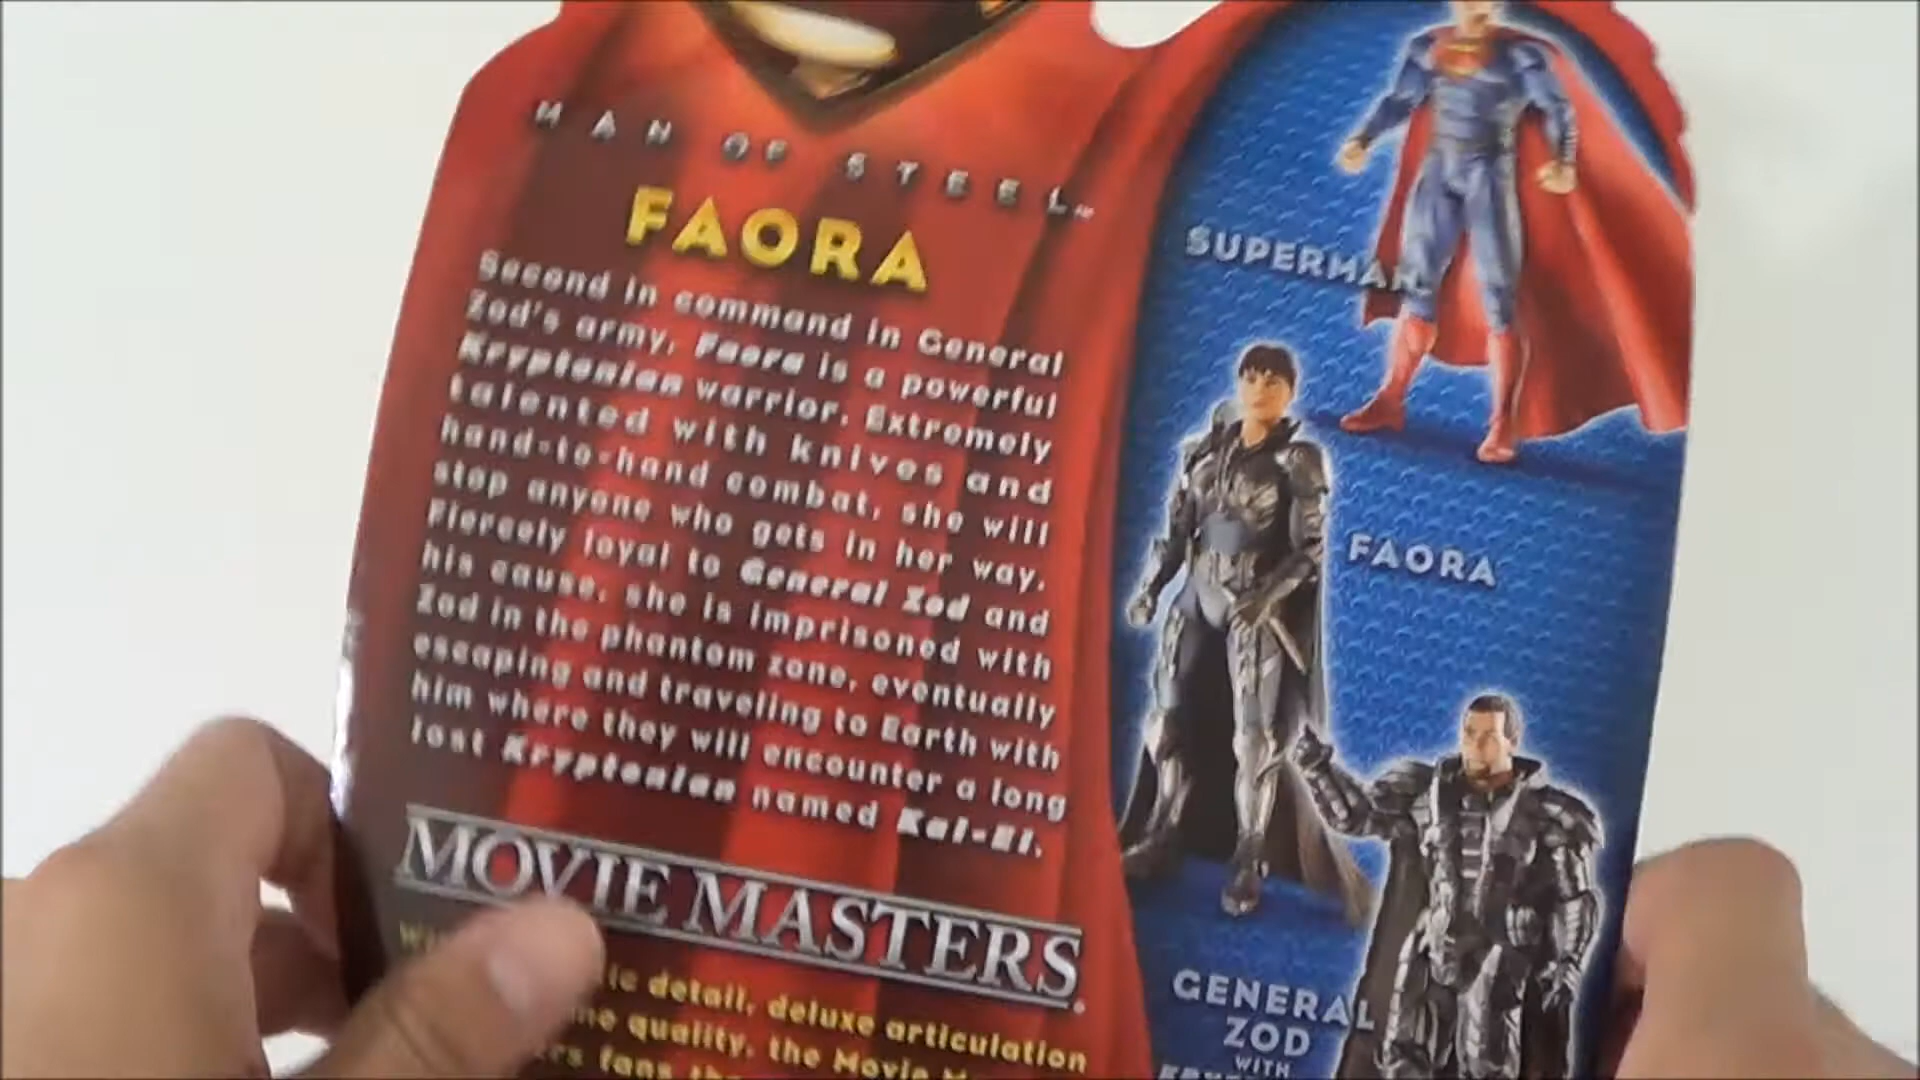 MAN OF STEEL™
FAORA
Second in command in General
Zod's army, Faora is a powerful
Kryptonian warrior. Extremely
talented with knives and
hand-to-hand combat, she will
stop anyone who gets in her way.
Fiercely loyal to General Zod and
his cause, she is imprisoned with
Zod in the phantom zone, eventually
escaping and traveling to Earth with
him where they will encounter a long
lost Kryptonian named Kal-El.
MOVIE MASTERS.
detail, deluxe articulation
quality, the Movie
fans
SUPERMAN
FAORA
GENERAL
ZOD
WITH